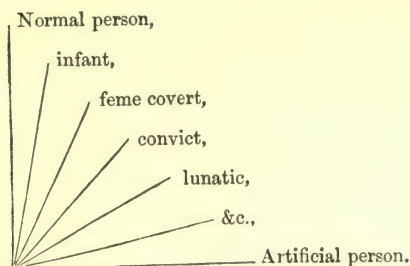 Normal person,
infant,
feme covert,
convict,
lunatic,
&c.,
Artificial person.